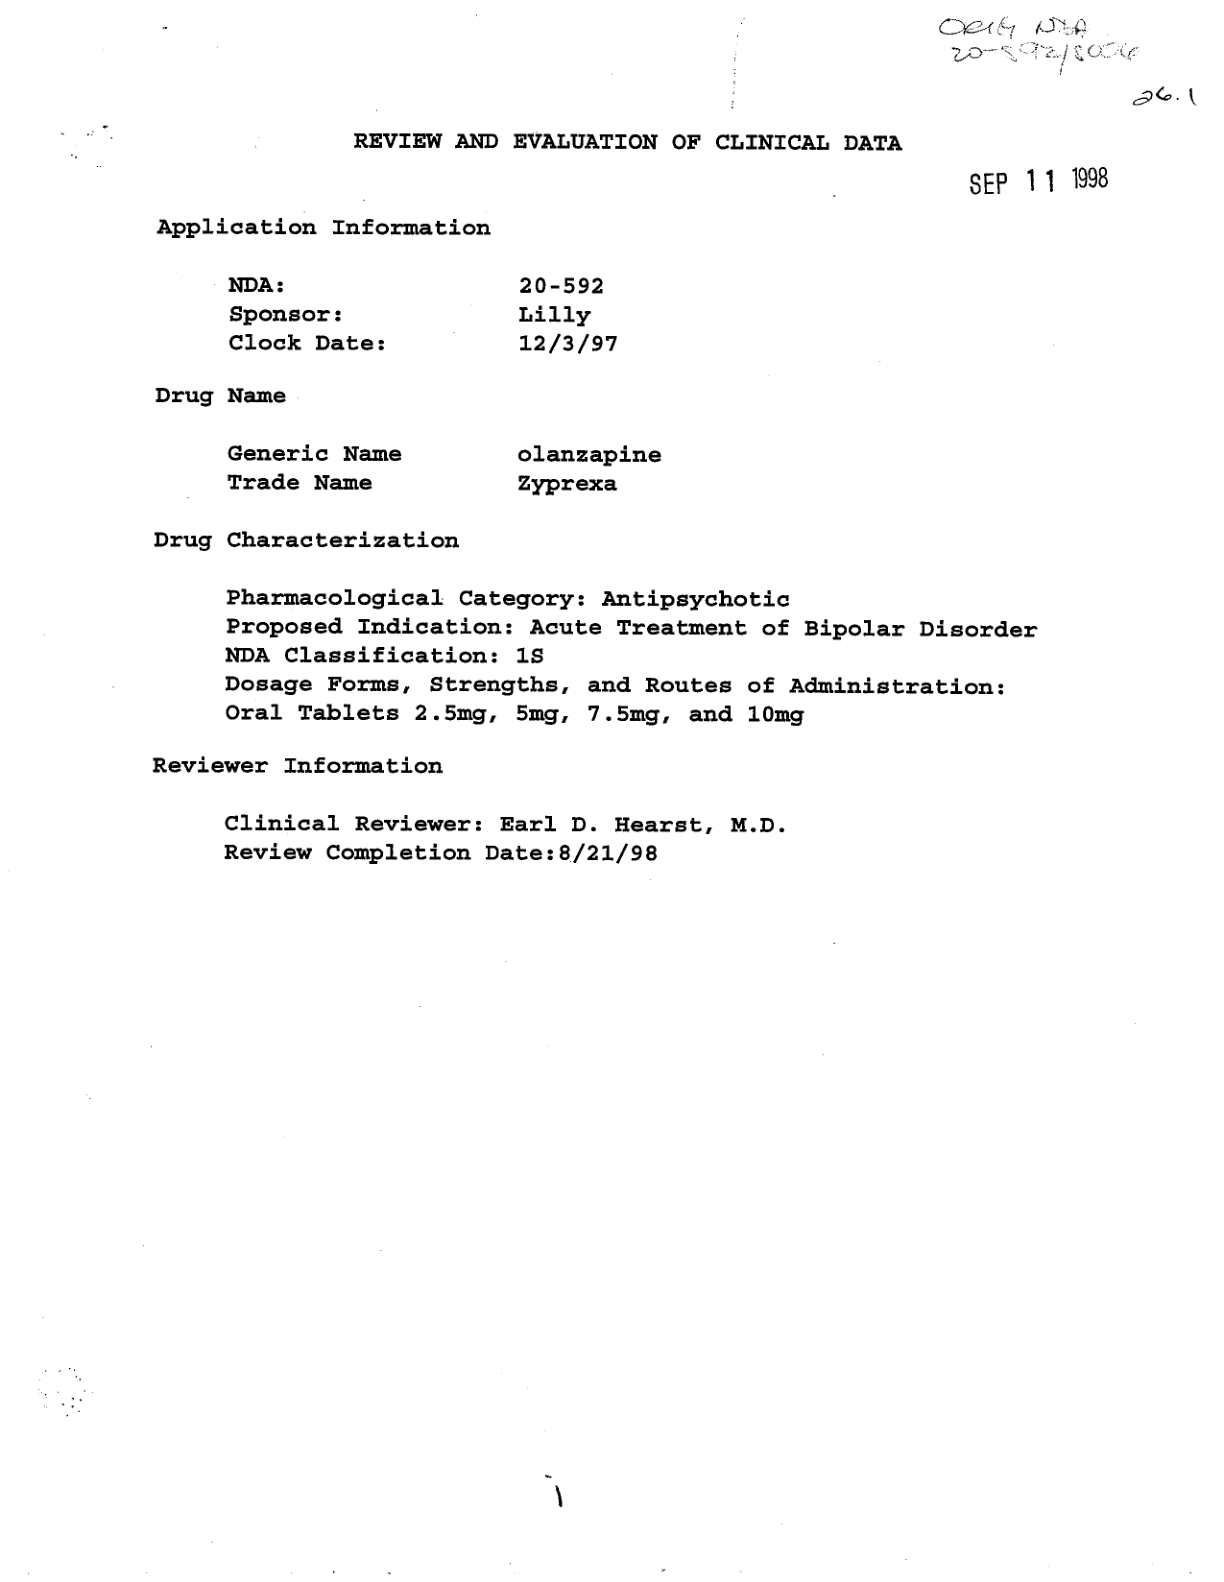 ORIG NDA
20-592/S006
26.1
REVIEW AND EVALUATION OF CLINICAL DATA
SEP 11 1998
Application Information
NDA: 20-592
Sponsor: Lilly
Clock Date: 12/3/97
Drug Name
Generic Name olanzapine
Trade Name Zyprexa
Drug Characterization
Pharmacological Category: Antipsychotic
Proposed Indication: Acute Treatment of Bipolar Disorder
NDA Classification: 1S
Dosage Forms, Strengths, and Routes of Administration:
Oral Tablets 2.5mg, 5mg, 7.5mg, and 10mg
Reviewer Information
Clinical Reviewer: Earl D. Hearst, M.D.
Review Completion Date:8/21/98
1